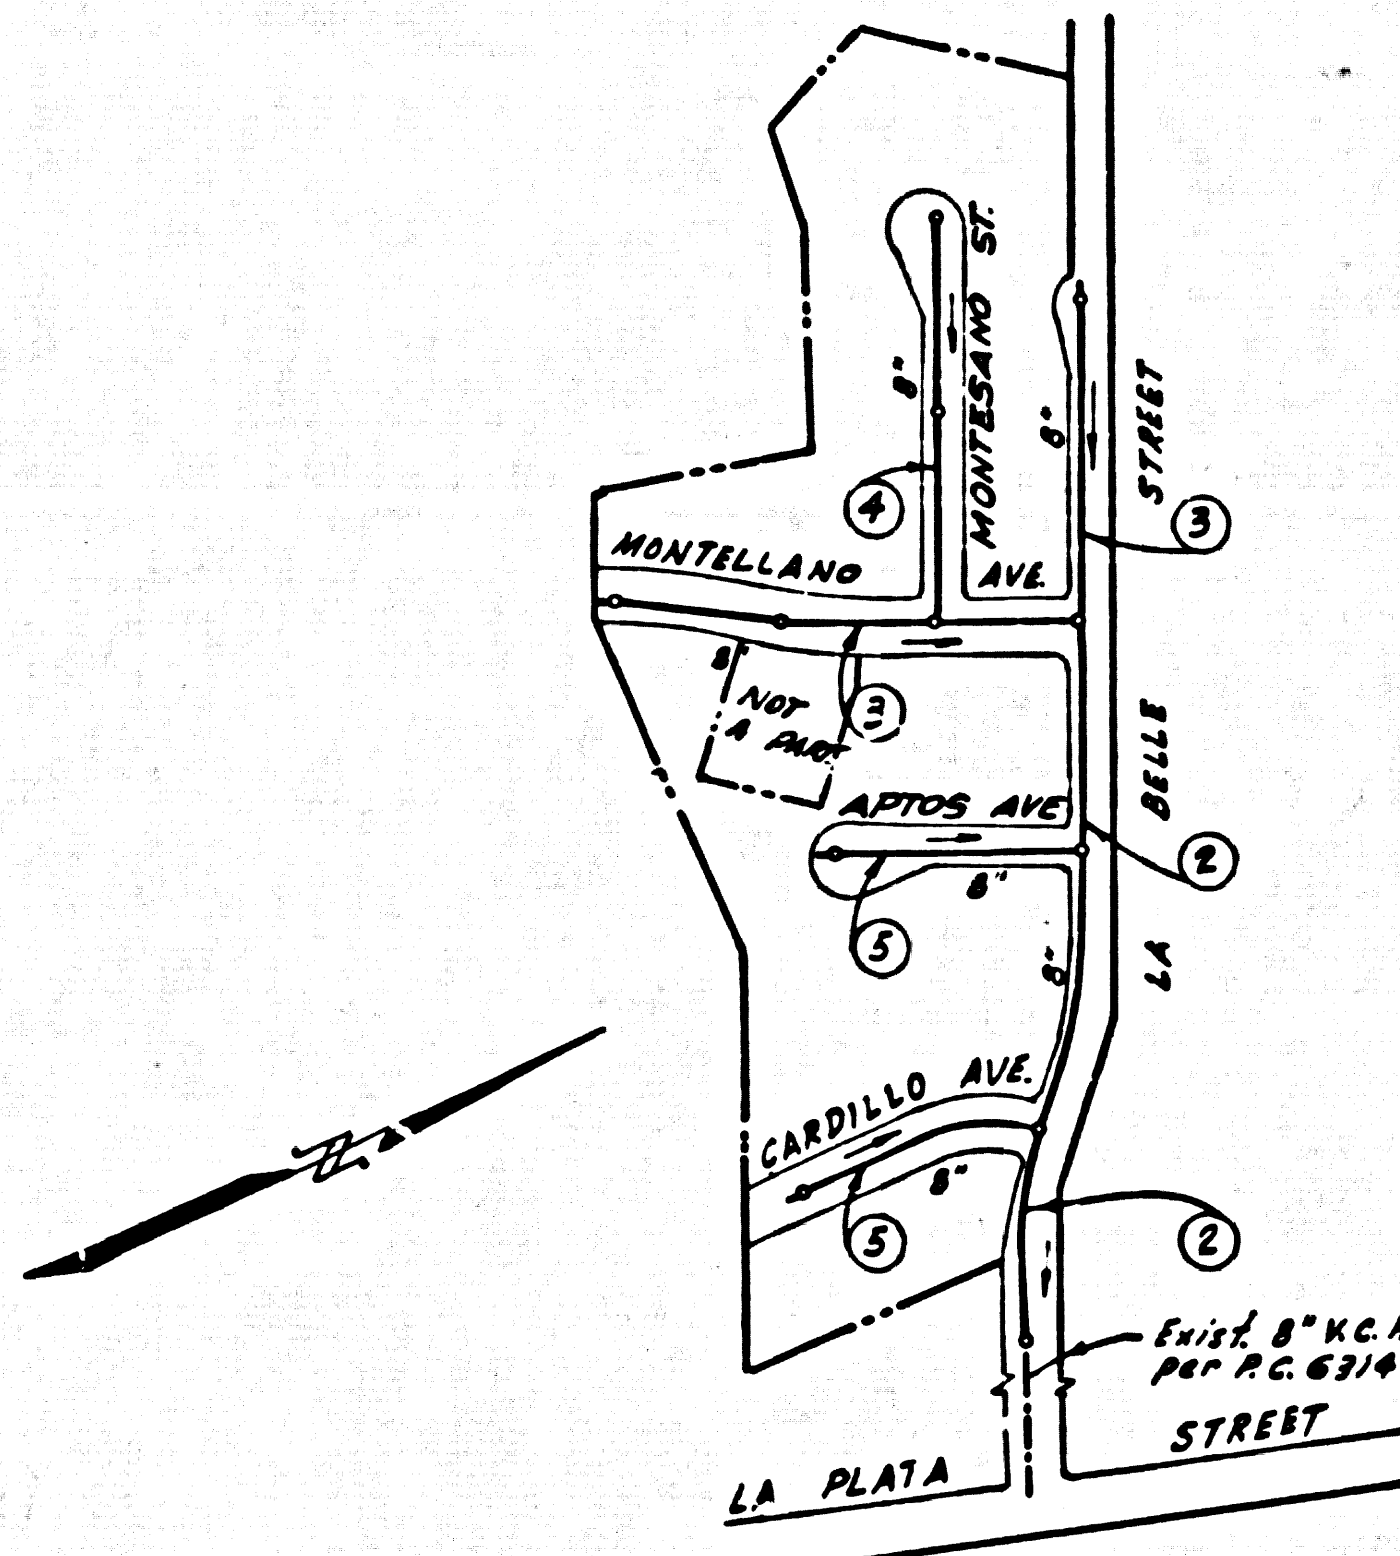 MONTESANO ST.
8"
8"
STREET
4
3
MONTELLANO AVE.
8"
NOT
A PART.
3
BELLE
APTOS AVE
2
8"
5
8"
LA
CARDILLO AVE.
8"
5
2
N
Exist. 8" V.C.
per P.C. 6314
STREET
LA PLATA